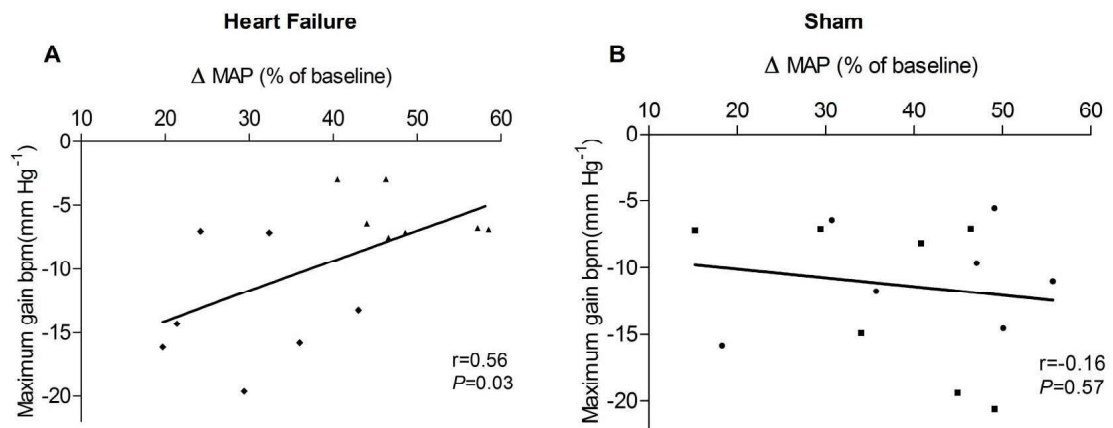 Heart Failure
A
Δ MAP (% of baseline)
10 20 30 40 50 60
0
-5
-10
-15
-20
Maximum gain bpm(mm Hg⁻¹)
r=0.56
P=0.03
Sham
B
Δ MAP (% of baseline)
10 20 30 40 50 60
0
-5
-10
-15
-20
Maximum gain bpm(mm Hg⁻¹)
r=-0.16
P=0.57